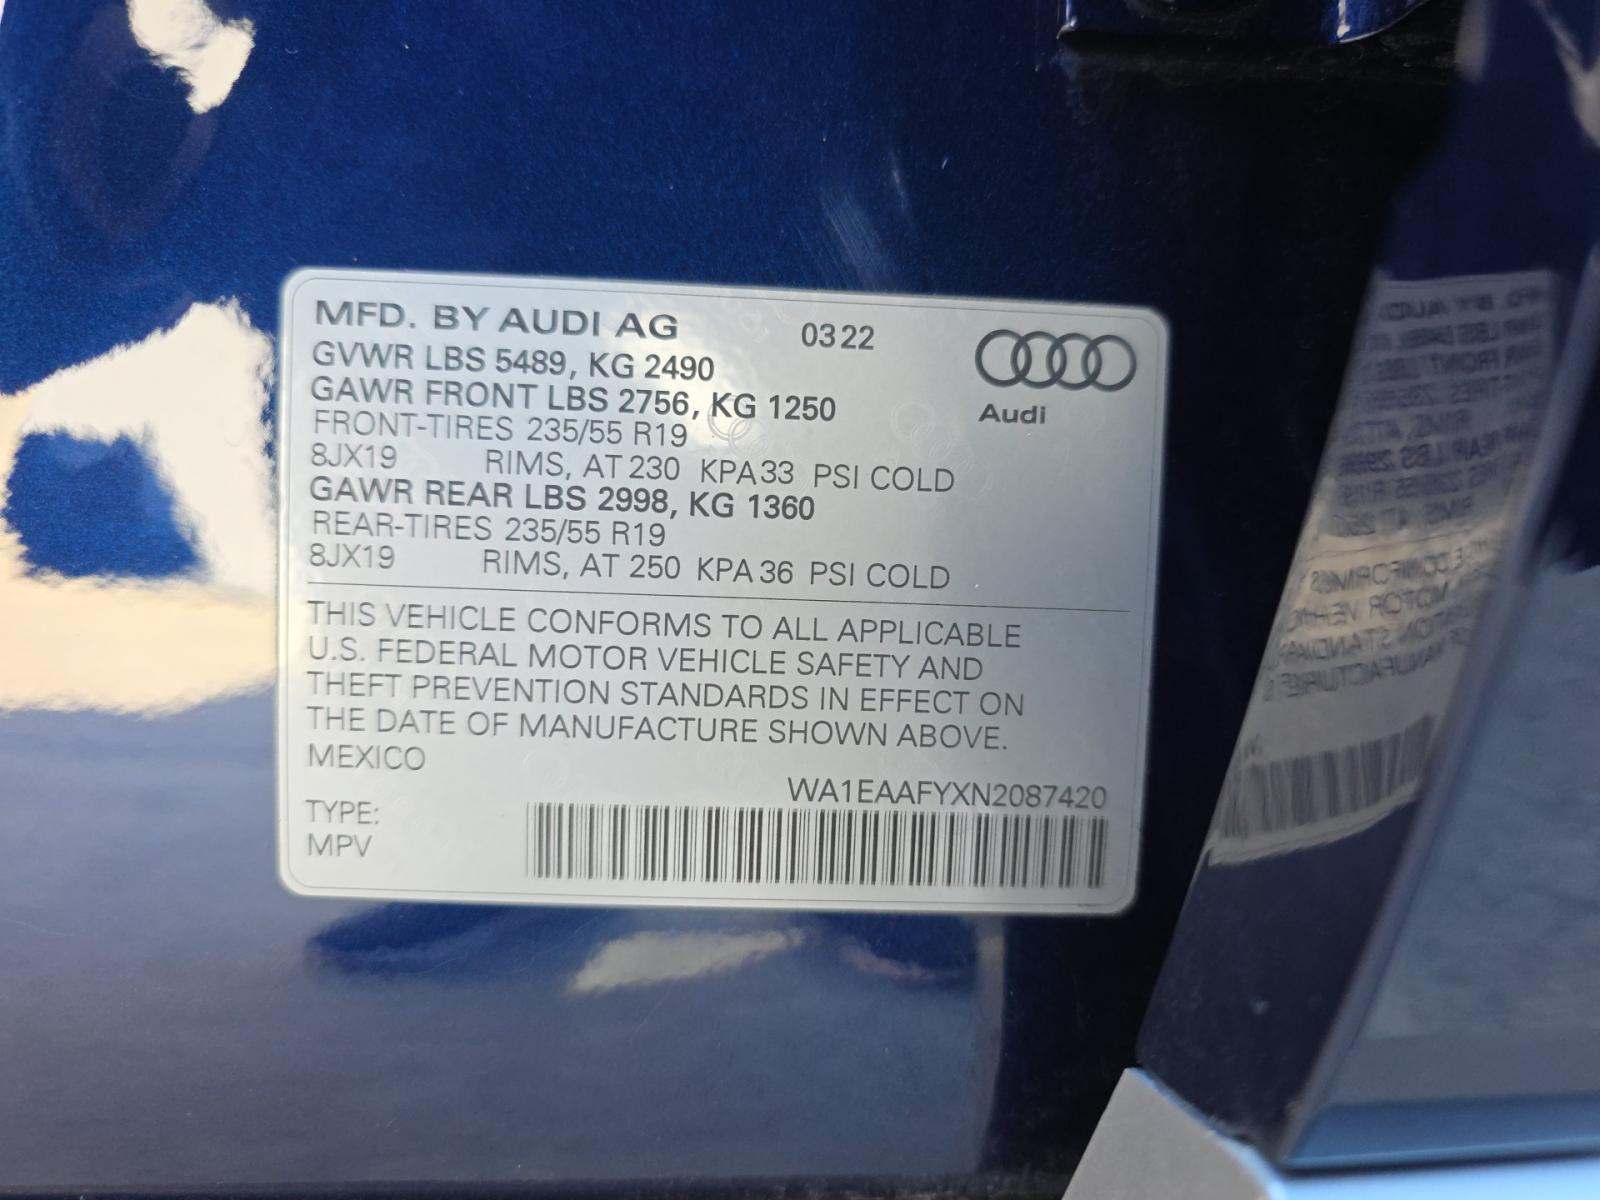 MFD. BY AUDI AG 03 22
GVWR LBS 5489, KG 2490
GAWR FRONT LBS 2756, KG 1250
Audi
FRONT-TIRES 235/55 R19
8JX19 RIMS, AT 230 KPA 33 PSI COLD
GAWR REAR LBS 2998, KG 1360
REAR-TIRES 235/55 R19
8JX19 RIMS, AT 250 KPA 36 PSI COLD
THIS VEHICLE CONFORMS TO ALL APPLICABLE
U.S. FEDERAL MOTOR VEHICLE SAFETY AND
THEFT PREVENTION STANDARDS IN EFFECT ON
THE DATE OF MANUFACTURE SHOWN ABOVE.
MEXICO
WA1EAAFYXN2087420
TYPE:
MPV